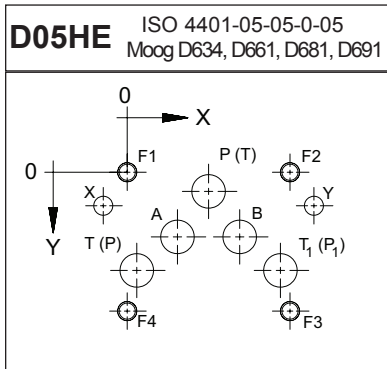 D05HE
ISO 4401-05-05-0-05
Moog D634, D661, D681, D691
0
X
0
F1
P (T)
F2
X
Y
Y
A
B
T (P)
T1 (P1)
F4
F3